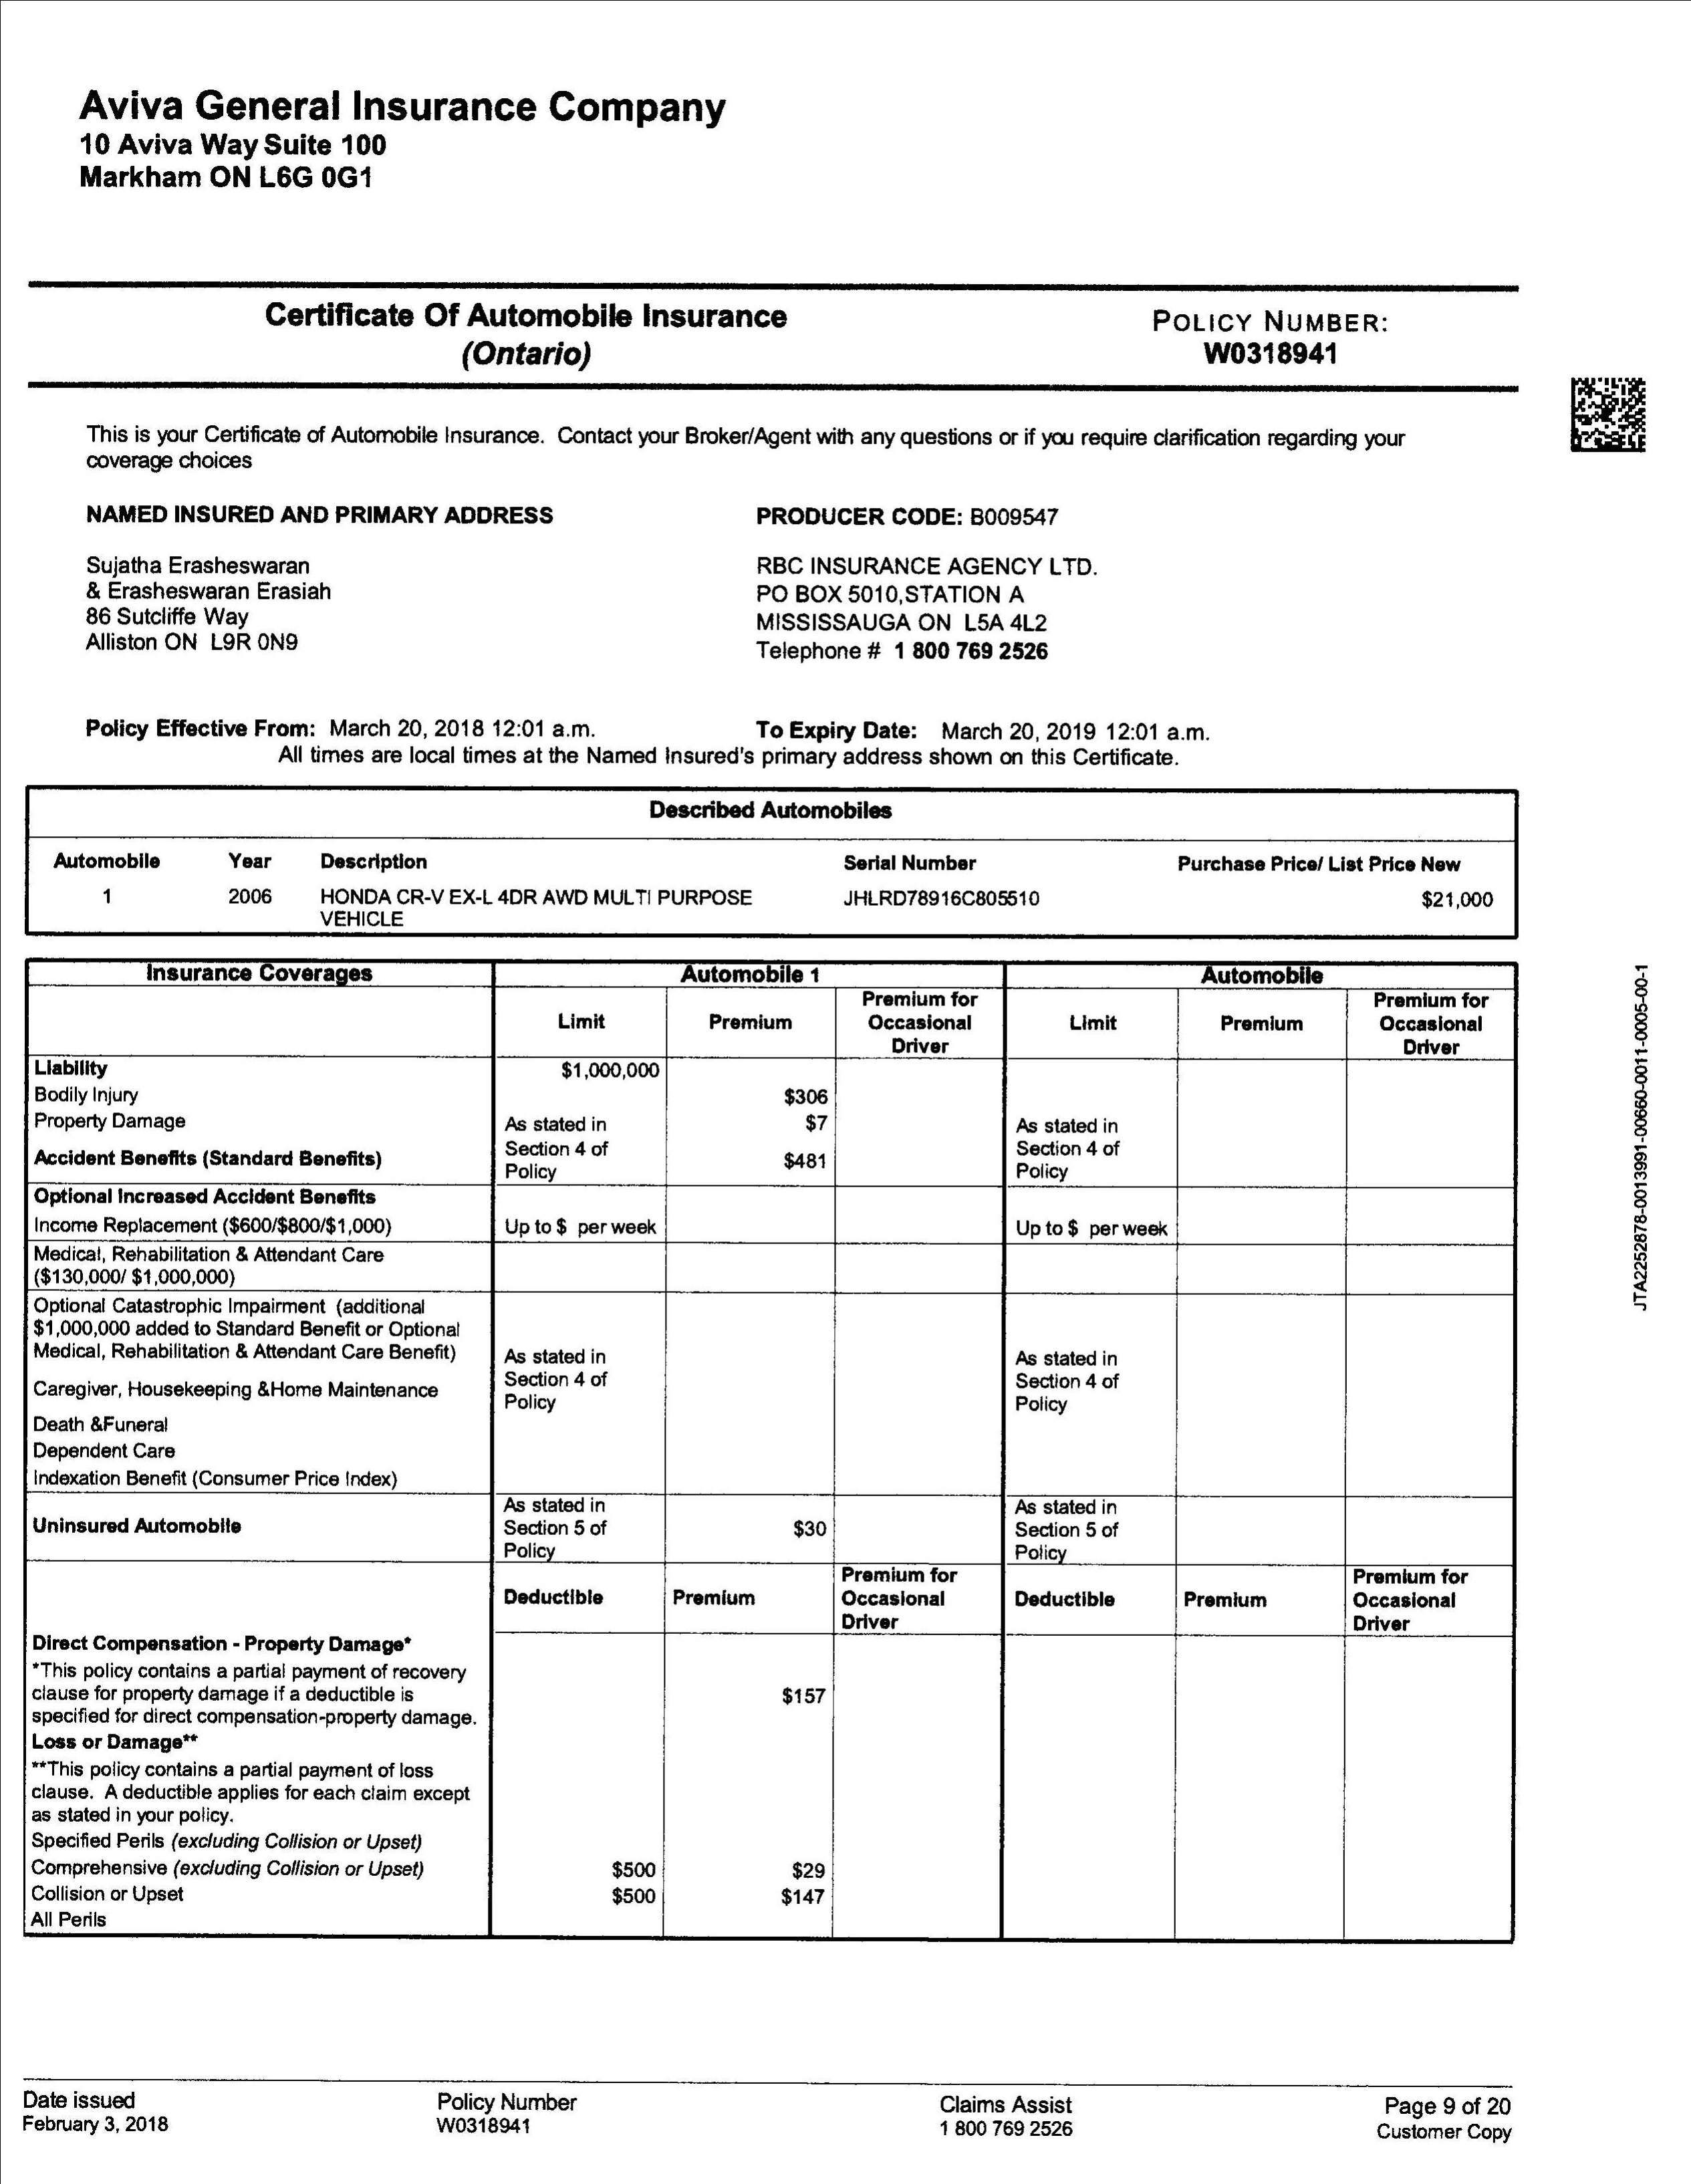 Aviva General Insurance Company
10 Aviva Way Suite 100
Markham ON L6G 0G1
Certificate Of Automobile Insurance
(Ontario)
POLICY NUMBER:
W0318941
This is your Certificate of Automobile Insurance. Contact your Broker/Agent with any questions or if you require clarification regarding your
coverage choices
NAMED INSURED AND PRIMARY ADDRESS
Sujatha Erasheswaran
& Erasheswaran Erasiah
86 Sutcliffe Way
Alliston ON L9R 0N9
PRODUCER CODE: B009547
RBC INSURANCE AGENCY LTD.
PO BOX 5010,STATION A
MISSISSAUGA ON L5A 4L2
Telephone # 1 800 769 2526
Policy Effective From: March 20, 2018 12:01 a.m. To Expiry Date: March 20, 2019 12:01 a.m.
All times are local times at the Named Insured's primary address shown on this Certificate.
Described Automobiles
Automobile Year Description Serial Number Purchase Price/ List Price New
1 2006 HONDA CR-V EX-L 4DR AWD MULTI PURPOSE JHLRD78916C805510 $21,000
VEHICLE
Insurance Coverages Automobile 1 Automobile
Limit Premium Premium for Limit Premium Premium for
Occasional Occasional
Driver Driver
Liability $1,000,000
Bodily Injury $306
Property Damage As stated in $7 As stated in
Section 4 of Section 4 of
Accident Benefits (Standard Benefits) Policy $481 Policy
Optional Increased Accident Benefits
Income Replacement ($600/$800/$1,000) Up to $ per week Up to $ per week
Medical, Rehabilitation & Attendant Care
($130,000/ $1,000,000)
Optional Catastrophic Impairment (additional
$1,000,000 added to Standard Benefit or Optional
Medical, Rehabilitation & Attendant Care Benefit) As stated in As stated in
Section 4 of Section 4 of
Caregiver, Housekeeping &Home Maintenance Policy Policy
Death &Funeral
Dependent Care
Indexation Benefit (Consumer Price Index)
As stated in As stated in
Uninsured Automobile Section 5 of $30 Section 5 of
Policy Policy
Deductible Premium Premium for Deductible Premium Premium for
Occasional Occasional
Driver Driver
Direct Compensation - Property Damage*
*This policy contains a partial payment of recovery
clause for property damage if a deductible is $157
specified for direct compensation-property damage.
Loss or Damage**
**This policy contains a partial payment of loss
clause. A deductible applies for each claim except
as stated in your policy.
Specified Perils (excluding Collision or Upset)
Comprehensive (excluding Collision or Upset) $500 $29
Collision or Upset $500 $147
All Perils
JTA2252878-0013991-00660-0011-0005-00-1
Date issued Policy Number Claims Assist Page 9 of 20
February 3, 2018 W0318941 1 800 769 2526 Customer Copy